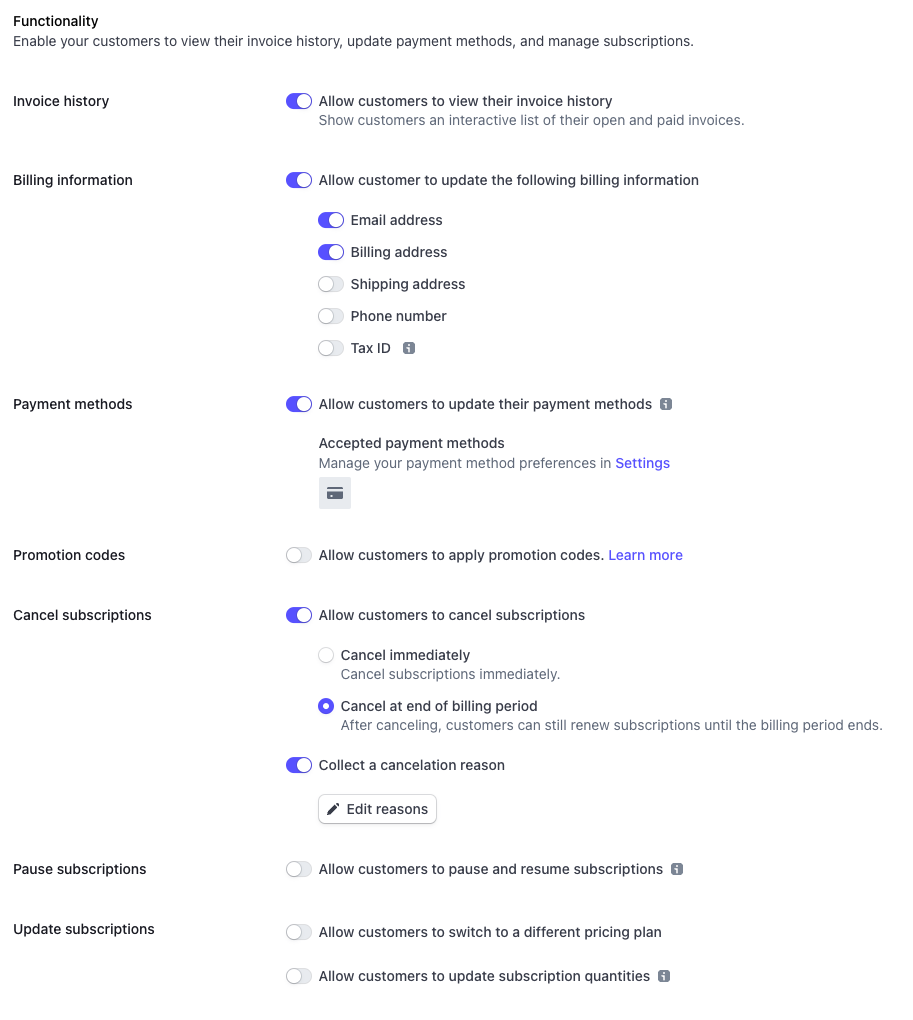 Functionality
Enable your customers to view their invoice history, update payment methods, and manage subscriptions.
Invoice history
Allow customers to view their invoice history
Show customers an interactive list of their open and paid invoices.
Billing information
Allow customer to update the following billing information
Email address
Billing address
Shipping address
Phone number
Tax ID
Payment methods
Allow customers to update their payment methods
Accepted payment methods
Manage your payment method preferences in Settings
Promotion codes
Allow customers to apply promotion codes. Learn more
Cancel subscriptions
Allow customers to cancel subscriptions
Cancel immediately
Cancel subscriptions immediately.
Cancel at end of billing period
After canceling, customers can still renew subscriptions until the billing period ends.
Collect a cancelation reason
Edit reasons
Pause subscriptions
Allow customers to pause and resume subscriptions
Update subscriptions
Allow customers to switch to a different pricing plan
Allow customers to update subscription quantities